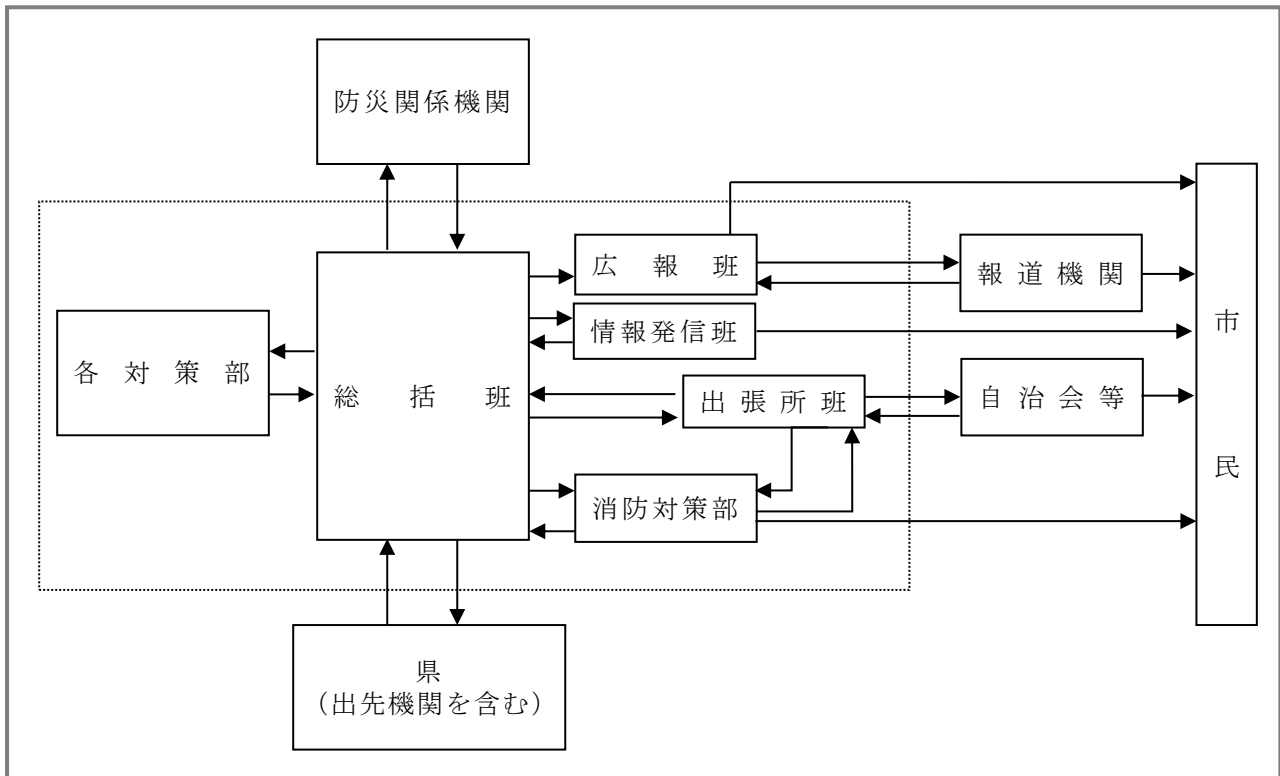 防災関係機関
広報班
報道機関
情報発信班
各対策部
総括班
出張所班
自治会等
市民
消防対策部
県
（出先機関を含む）